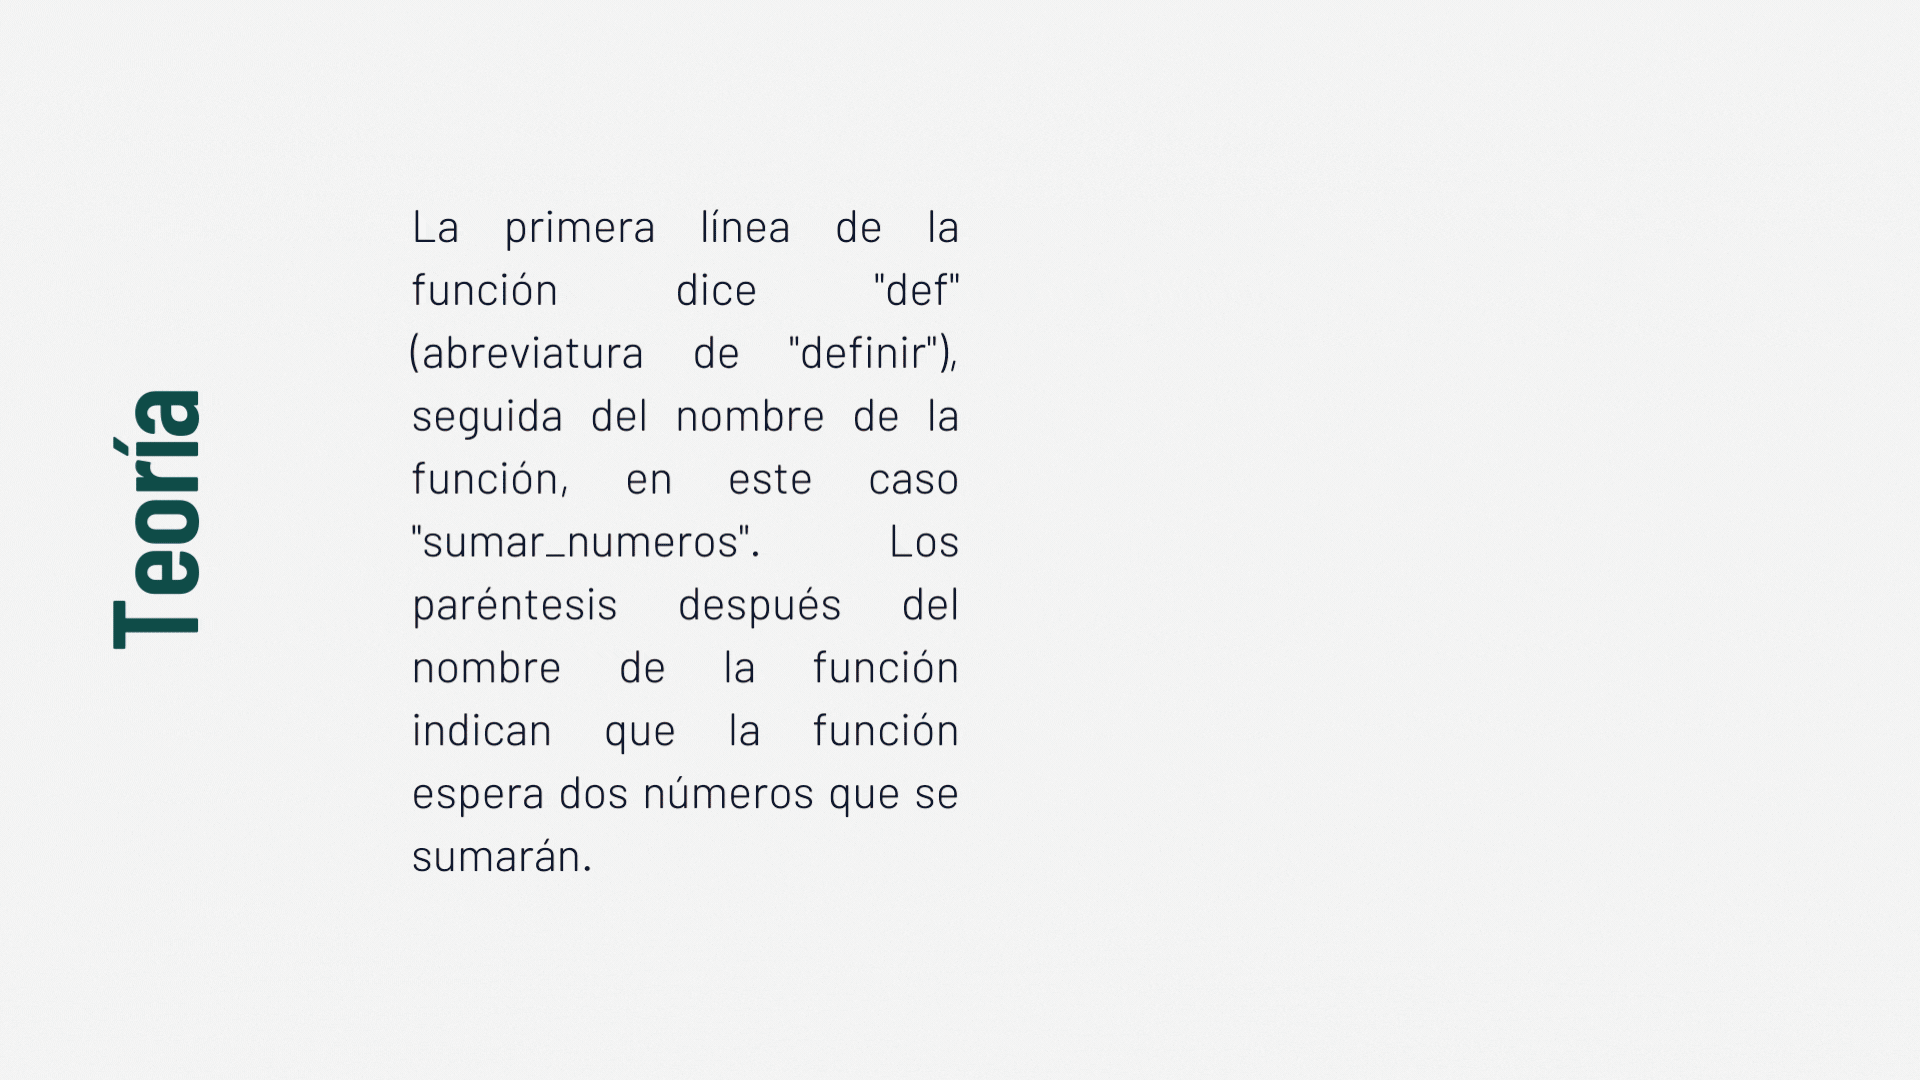 Teoría
La primera línea de la
función dice "def"
(abreviatura de "definir"),
seguida del nombre de la
función, en este caso
"sumar_numeros". Los
paréntesis después del
nombre de la función
indican que la función
espera dos números que se
sumarán.